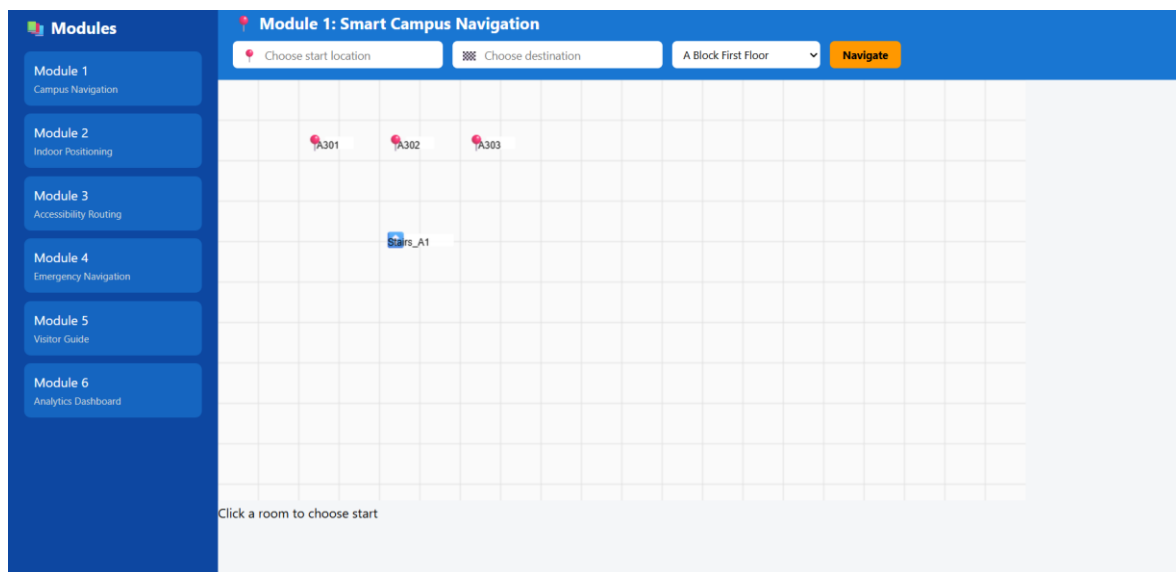 Modules
Module 1
Campus Navigation
Module 2
Indoor Positioning
Module 3
Accessibility Routing
Module 4
Emergency Navigation
Module 5
Visitor Guide
Module 6
Analytics Dashboard
Module 1: Smart Campus Navigation
Choose start location
Choose destination
A Block First Floor
Navigate
A301
A302
A303
Stairs_A1
Click a room to choose start